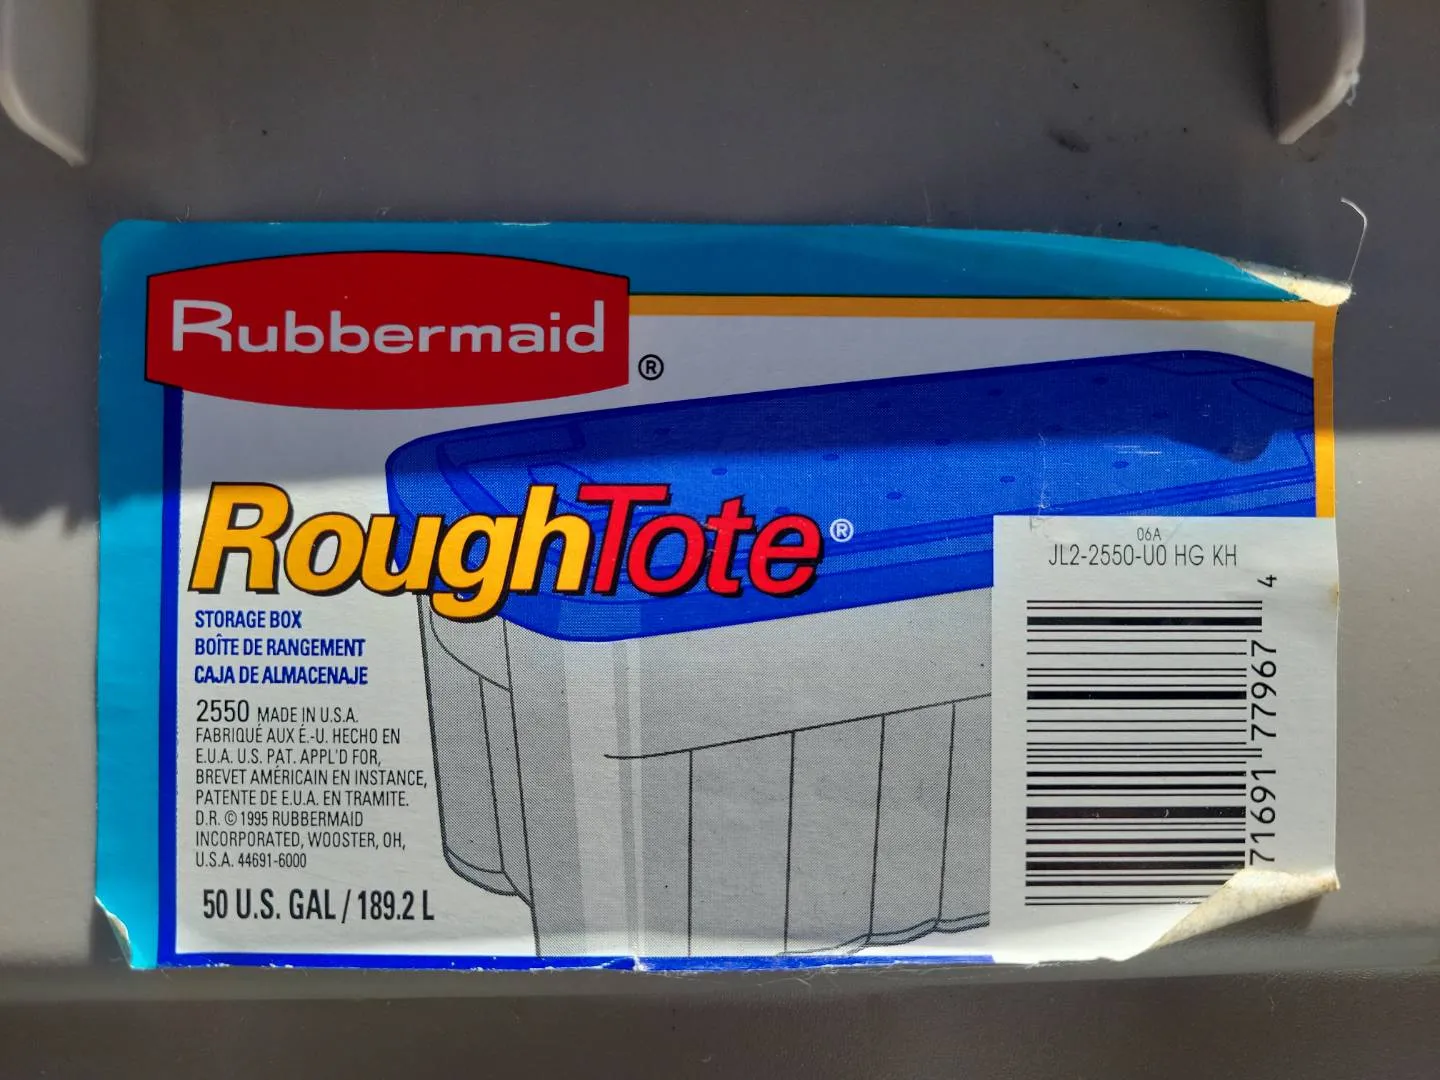 Rubbermaid
®
RoughTote®
STORAGE BOX
BOÎTE DE RANGEMENT
CAJA DE ALMACENAJE
2550 MADE IN U.S.A.
FABRIQUÉ AUX É.-U. HECHO EN
E.U.A. U.S. PAT. APPL'D FOR,
BREVET AMÉRICAIN EN INSTANCE,
PATENTE DE E.U.A. EN TRAMITE.
D.R. © 1995 RUBBERMAID
INCORPORATED, WOOSTER, OH,
U.S.A. 44691-6000
50 U.S. GAL / 189.2 L
06A
JL2-2550-U0 HG KH
71691 77967 4